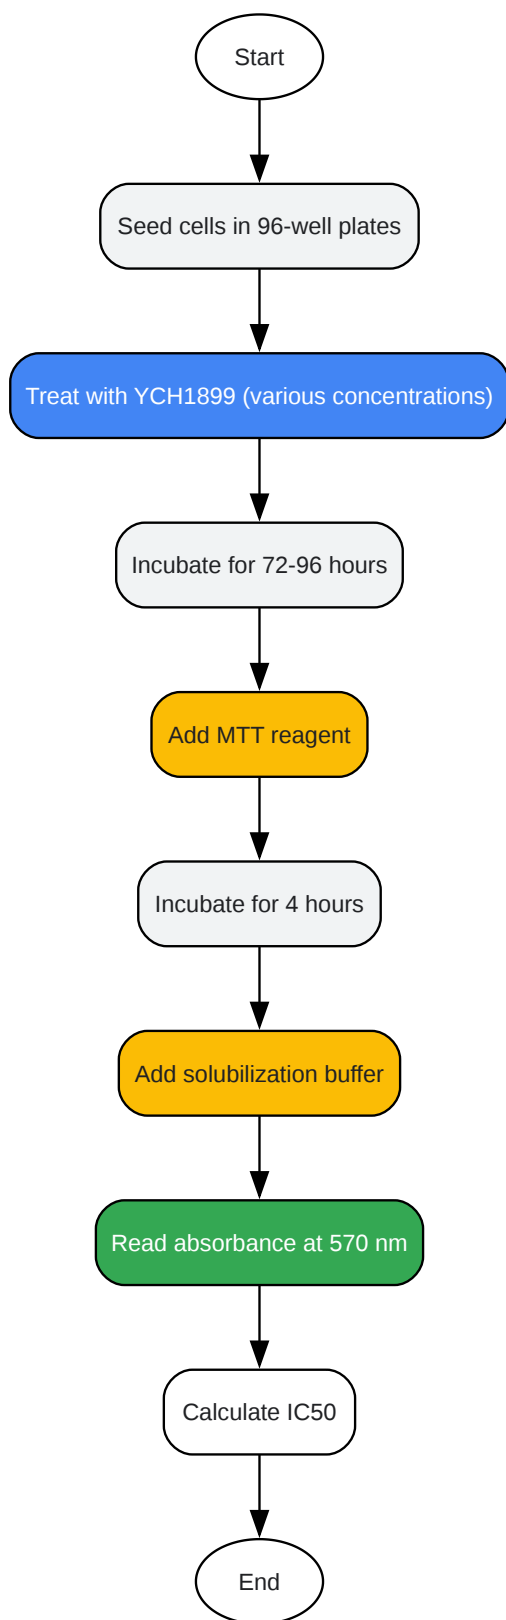 Start
Seed cells in 96-well plates
Treat with YCH1899 (various concentrations)
Incubate for 72-96 hours
Add MTT reagent
Incubate for 4 hours
Add solubilization buffer
Read absorbance at 570 nm
Calculate IC50
End